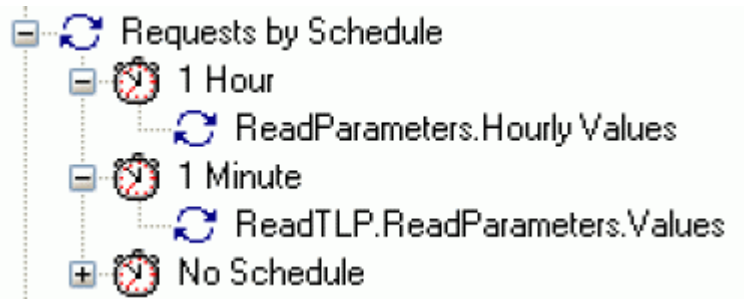 Requests by Schedule
1 Hour
ReadParameters.Hourly Values
1 Minute
ReadTLP.ReadParameters.Values
No Schedule